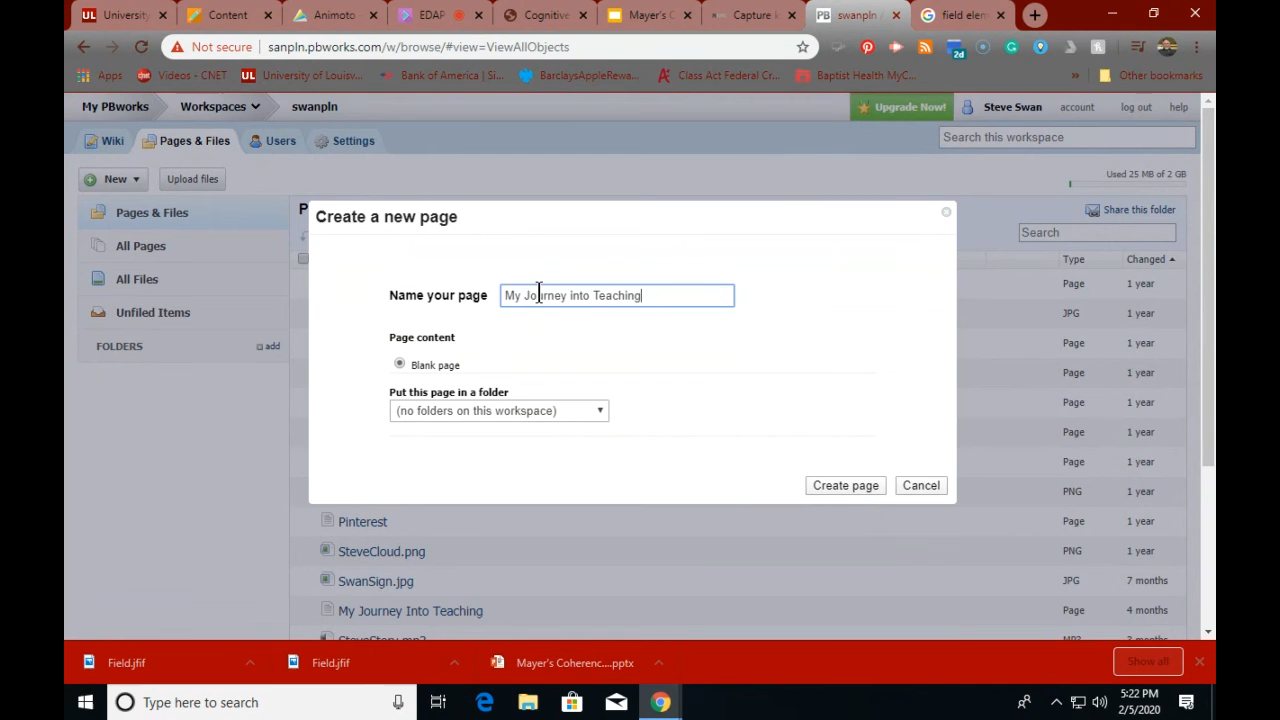 University
Content
Animoto
EDAP
Cognitive
Mayer's C
Capture k
PB swanpln /
field elem
Not secure sanpln.pbworks.com/w/browse/#view=ViewAllObjects
2d
Apps
Videos - CNET
UL University of Louisv...
Bank of America | Si...
BarclaysAppleRewa...
Class Act Federal Cr...
Baptist Health MyC...
»
Other bookmarks
My PBworks
Workspaces
swanpln
Upgrade Now!
Steve Swan
account
log out
help
Wiki
Pages & Files
Users
Settings
Search this workspace
New
Upload files
Used 25 MB of 2 GB
Pages & Files
All Pages
All Files
Unfiled Items
FOLDERS
add
P
Share this folder
Search
Type
Changed
Page 1 year
JPG 1 year
Page 1 year
Page 1 year
Page 1 year
Page 1 year
Page 1 year
PNG 1 year
Pinterest Page 1 year
SteveCloud.png PNG 1 year
SwanSign.jpg JPG 7 months
My Journey Into Teaching Page 4 months
SteveStory.mp3 MP3 3 months
Create a new page
Name your page My Journey into Teaching
Page content
Blank page
Put this page in a folder
(no folders on this workspace)
Create page
Cancel
Field.jfif
Field.jfif
Mayer's Coherenc....pptx
Show all
Type here to search
5:22 PM
2/5/2020